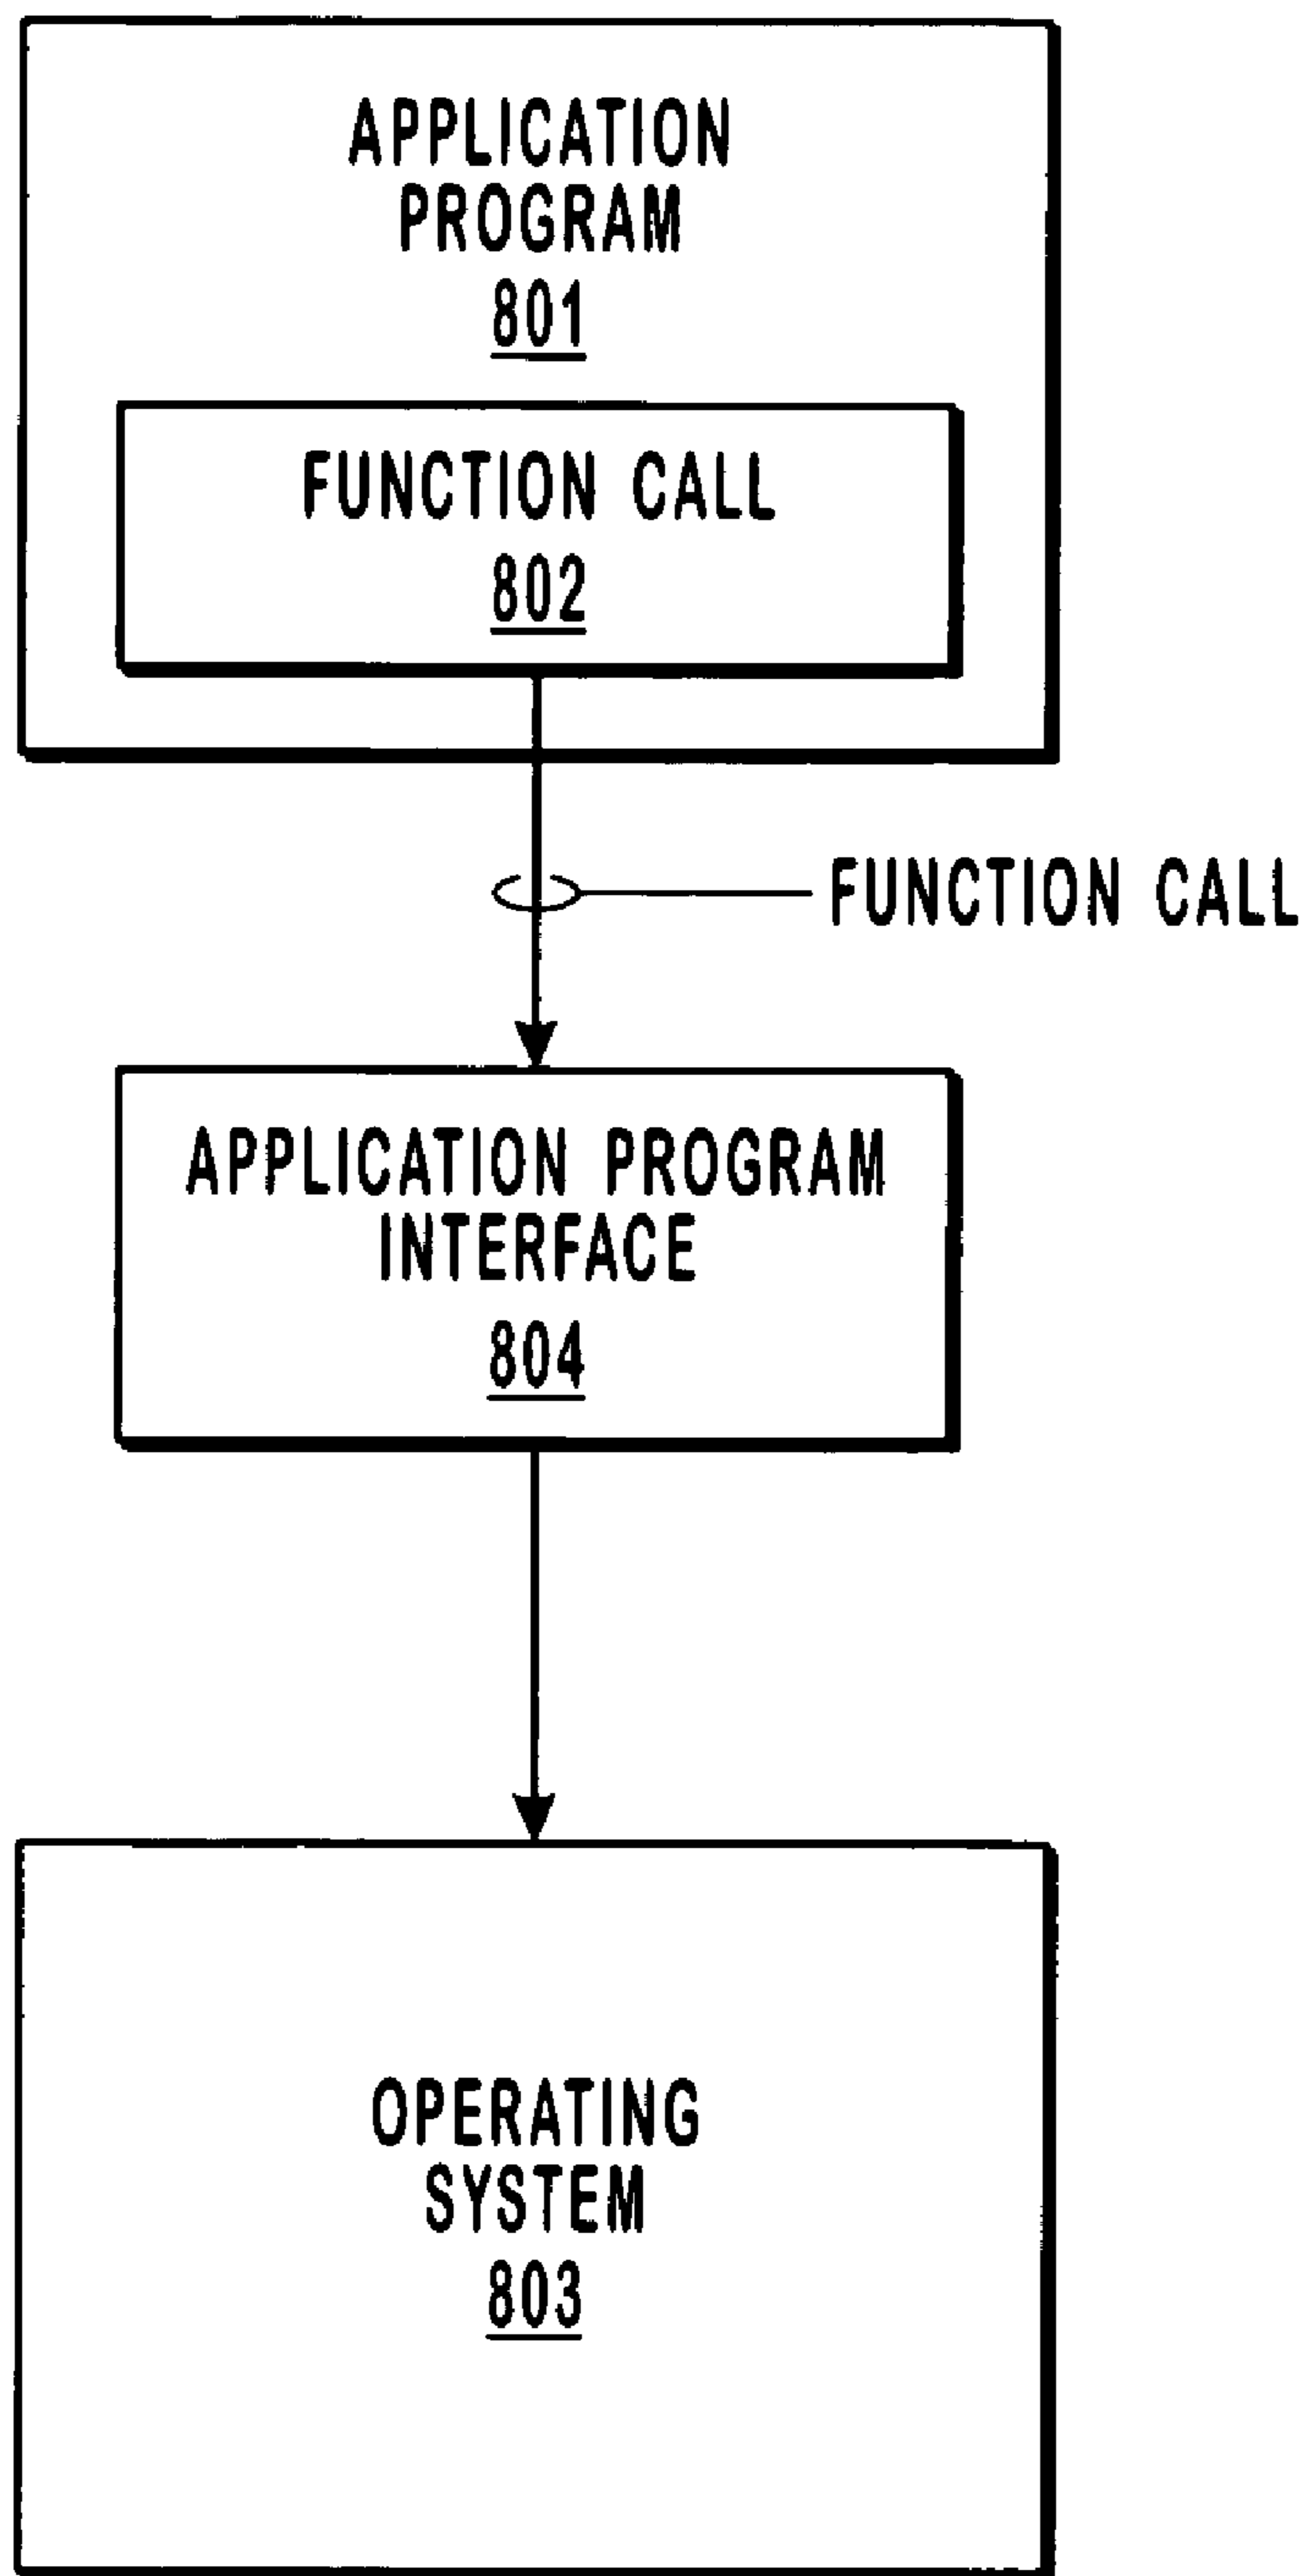 APPLICATION
PROGRAM
801
FUNCTION CALL
802
FUNCTION CALL
APPLICATION PROGRAM
INTERFACE
804
OPERATING
SYSTEM
803